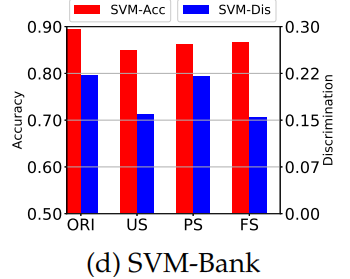 SVM-Acc SVM-Dis
0.90 0.30
0.80 0.22
0.70 0.15
0.60 0.07
0.50 0.00
Accuracy
Discrimination
ORI US PS FS
(d) SVM-Bank